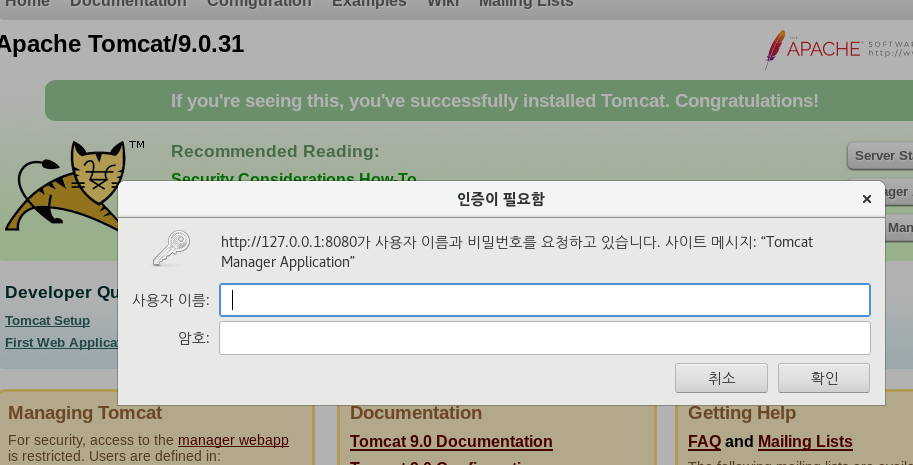 Home Documentation Configuration Examples Wiki Mailing Lists
Apache Tomcat/9.0.31
THE
APACHE SOFTWAR
http://w
If you're seeing this, you've successfully installed Tomcat. Congratulations!
TM
Recommended Reading:
Security Considerations How-To
Server St
ager
Man
인증이 필요함
http://127.0.0.1:8080가 사용자 이름과 비밀번호를 요청하고 있습니다. 사이트 메시지: “Tomcat
Manager Application”
사용자 이름:
암호:
취소 확인
Developer Qu
Tomcat Setup
First Web Applicat
Managing Tomcat
For security, access to the manager webapp
is restricted. Users are defined in:
Documentation
Tomcat 9.0 Documentation
Getting Help
FAQ and Mailing Lists